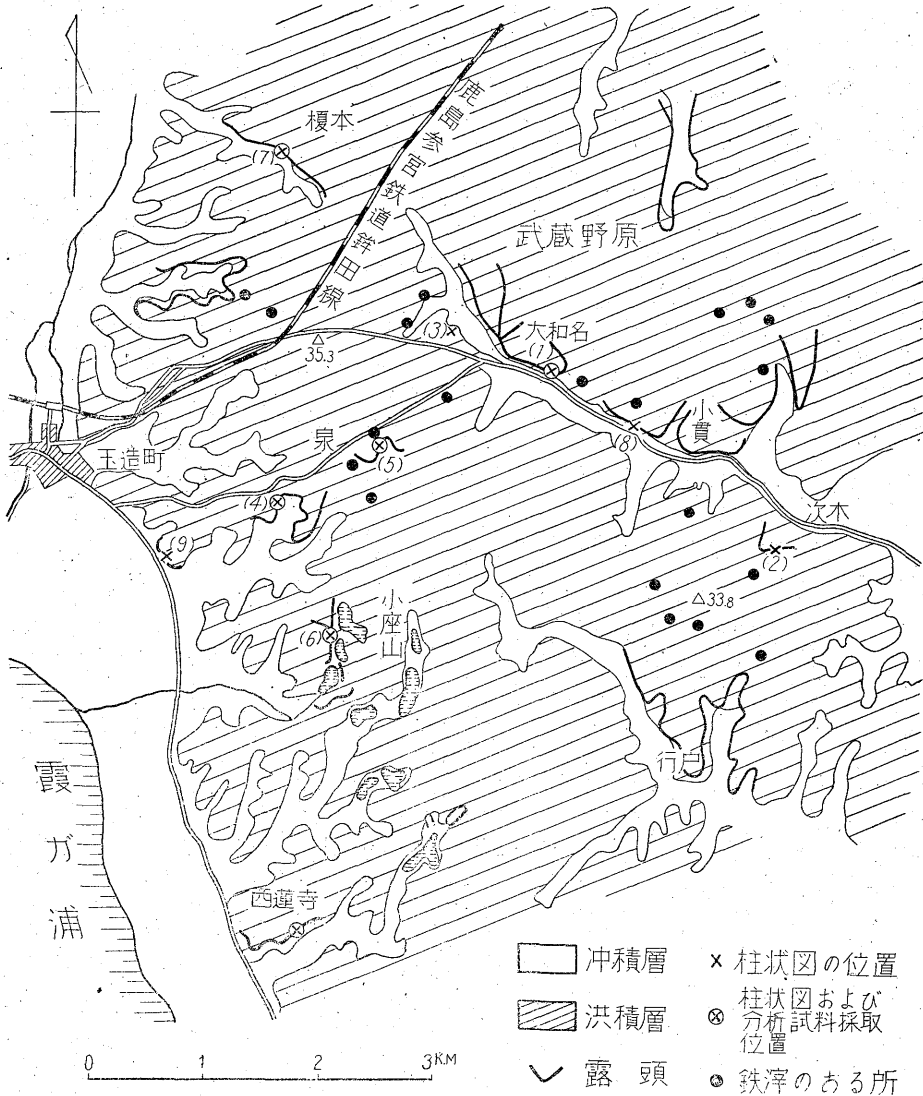 榎本
(7)
鹿島参宮鉄道鉾田線
武蔵野原
大和名
(3)
(1)
△
35.3
小貫
(8)
泉
(5)
玉造町
(4)
(9)
次木
(2)
小座山
△33.8
(6)
行戸
霞ガ浦
西蓮寺
冲積層
× 柱状図の位置
洪積層
柱状図および
分析試料採取
位置
露頭
鉄滓のある所
0 1 2 3K.M